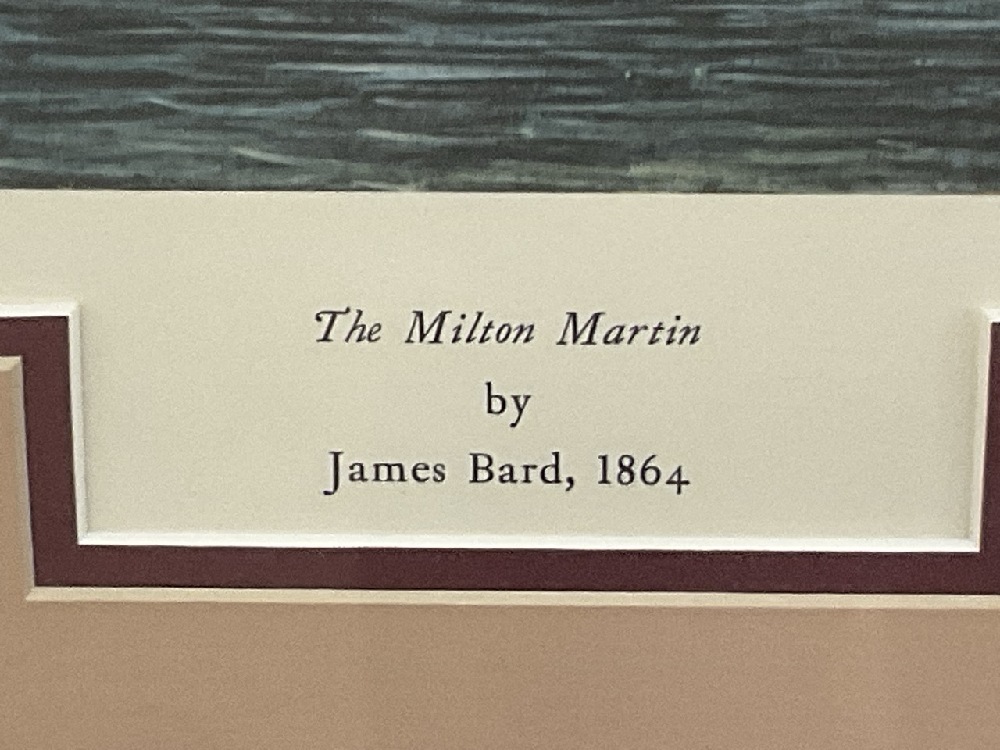 The Milton Martin
by
James Bard, 1864